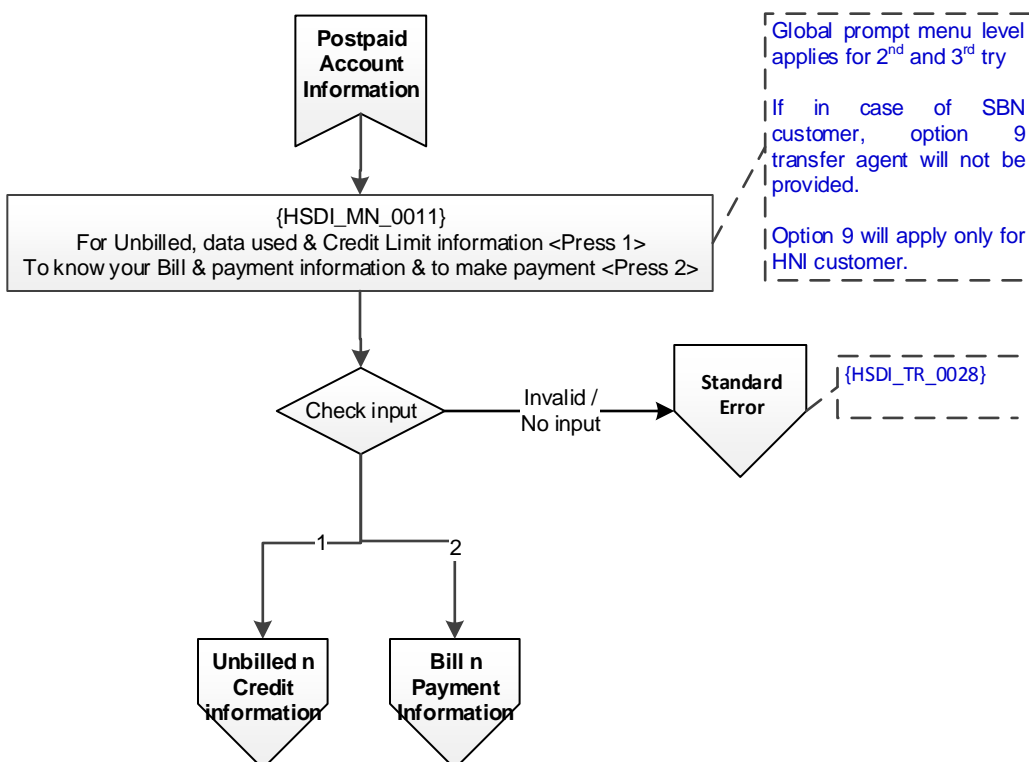 Postpaid
Account
Information
Global prompt menu level
applies for 2nd and 3rd try
If in case of SBN
customer, option 9
transfer agent will not be
provided.
Option 9 will apply only for
HNI customer.
{HSDI_MN_0011}
For Unbilled, data used & Credit Limit information <Press 1>
To know your Bill & payment information & to make payment <Press 2>
Check input
Invalid /
No input
Standard
Error
{HSDI_TR_0028}
1
2
Unbilled n
Credit
information
Bill n
Payment
Information